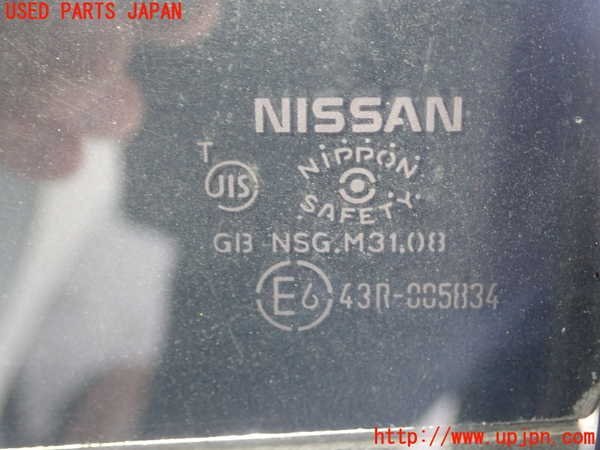 USED PARTS JAPAN
NISSAN
T
JIS
NIPPON
SAFETY
GB NSG.M31.08
E6 43R-005834
http://www.upjpn.com/